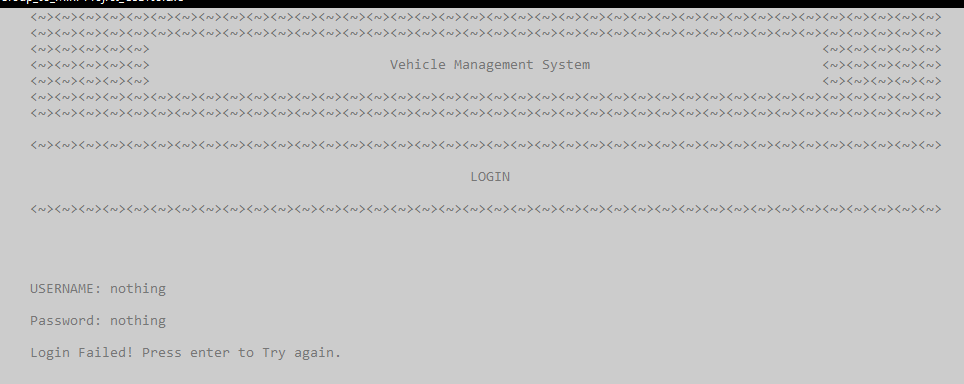 <~><~><~><~><~><~><~><~><~><~><~><~><~><~><~><~><~><~><~><~><~><~><~><~><~><~><~><~><~><~><~><~><~><~><~><~><~><~>
<~><~><~><~><~><~><~><~><~><~><~><~><~><~><~><~><~><~><~><~><~><~><~><~><~><~><~><~><~><~><~><~><~><~><~><~><~><~>
<~><~><~><~><~> <~><~><~><~><~>
<~><~><~><~><~> Vehicle Management System <~><~><~><~><~>
<~><~><~><~><~> <~><~><~><~><~>
<~><~><~><~><~><~><~><~><~><~><~><~><~><~><~><~><~><~><~><~><~><~><~><~><~><~><~><~><~><~><~><~><~><~><~><~><~><~>
<~><~><~><~><~><~><~><~><~><~><~><~><~><~><~><~><~><~><~><~><~><~><~><~><~><~><~><~><~><~><~><~><~><~><~><~><~><~>
<~><~><~><~><~><~><~><~><~><~><~><~><~><~><~><~><~><~><~><~><~><~><~><~><~><~><~><~><~><~><~><~><~><~><~><~><~><~>
LOGIN
<~><~><~><~><~><~><~><~><~><~><~><~><~><~><~><~><~><~><~><~><~><~><~><~><~><~><~><~><~><~><~><~><~><~><~><~><~><~>
USERNAME: nothing
Password: nothing
Login Failed! Press enter to Try again.